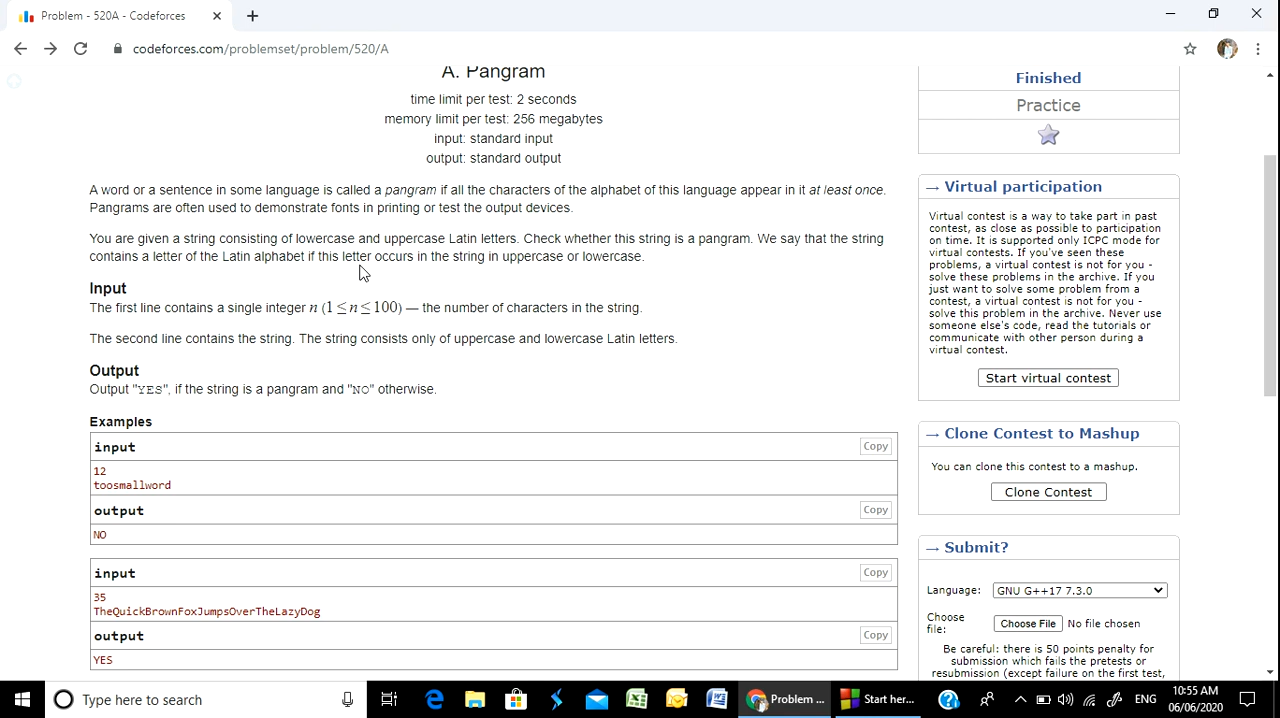 Problem - 520A - Codeforces
codeforces.com/problemset/problem/520/A
A. Pangram
time limit per test: 2 seconds
memory limit per test: 256 megabytes
input: standard input
output: standard output
A word or a sentence in some language is called a pangram if all the characters of the alphabet of this language appear in it at least once.
Pangrams are often used to demonstrate fonts in printing or test the output devices.
You are given a string consisting of lowercase and uppercase Latin letters. Check whether this string is a pangram. We say that the string
contains a letter of the Latin alphabet if this letter occurs in the string in uppercase or lowercase.
Input
The first line contains a single integer n (1 ≤ n ≤ 100) — the number of characters in the string.
The second line contains the string. The string consists only of uppercase and lowercase Latin letters.
Output
Output "YES", if the string is a pangram and "NO" otherwise.
Examples
input
Copy
12
toosmallword
output
Copy
NO
input
Copy
35
TheQuickBrownFoxJumpsOverTheLazyDog
output
Copy
YES
Finished
Practice
→ Virtual participation
Virtual contest is a way to take part in past
contest, as close as possible to participation
on time. It is supported only ICPC mode for
virtual contests. If you've seen these
problems, a virtual contest is not for you -
solve these problems in the archive. If you
just want to solve some problem from a
contest, a virtual contest is not for you -
solve this problem in the archive. Never use
someone else's code, read the tutorials or
communicate with other person during a
virtual contest.
Start virtual contest
→ Clone Contest to Mashup
You can clone this contest to a mashup.
Clone Contest
→ Submit?
Language: GNU G++17 7.3.0
Choose
file:
Choose File No file chosen
Be careful: there is 50 points penalty for
submission which fails the pretests or
resubmission (except failure on the first test,
Type here to search
Problem ...
Start her...
ENG
10:55 AM
06/06/2020